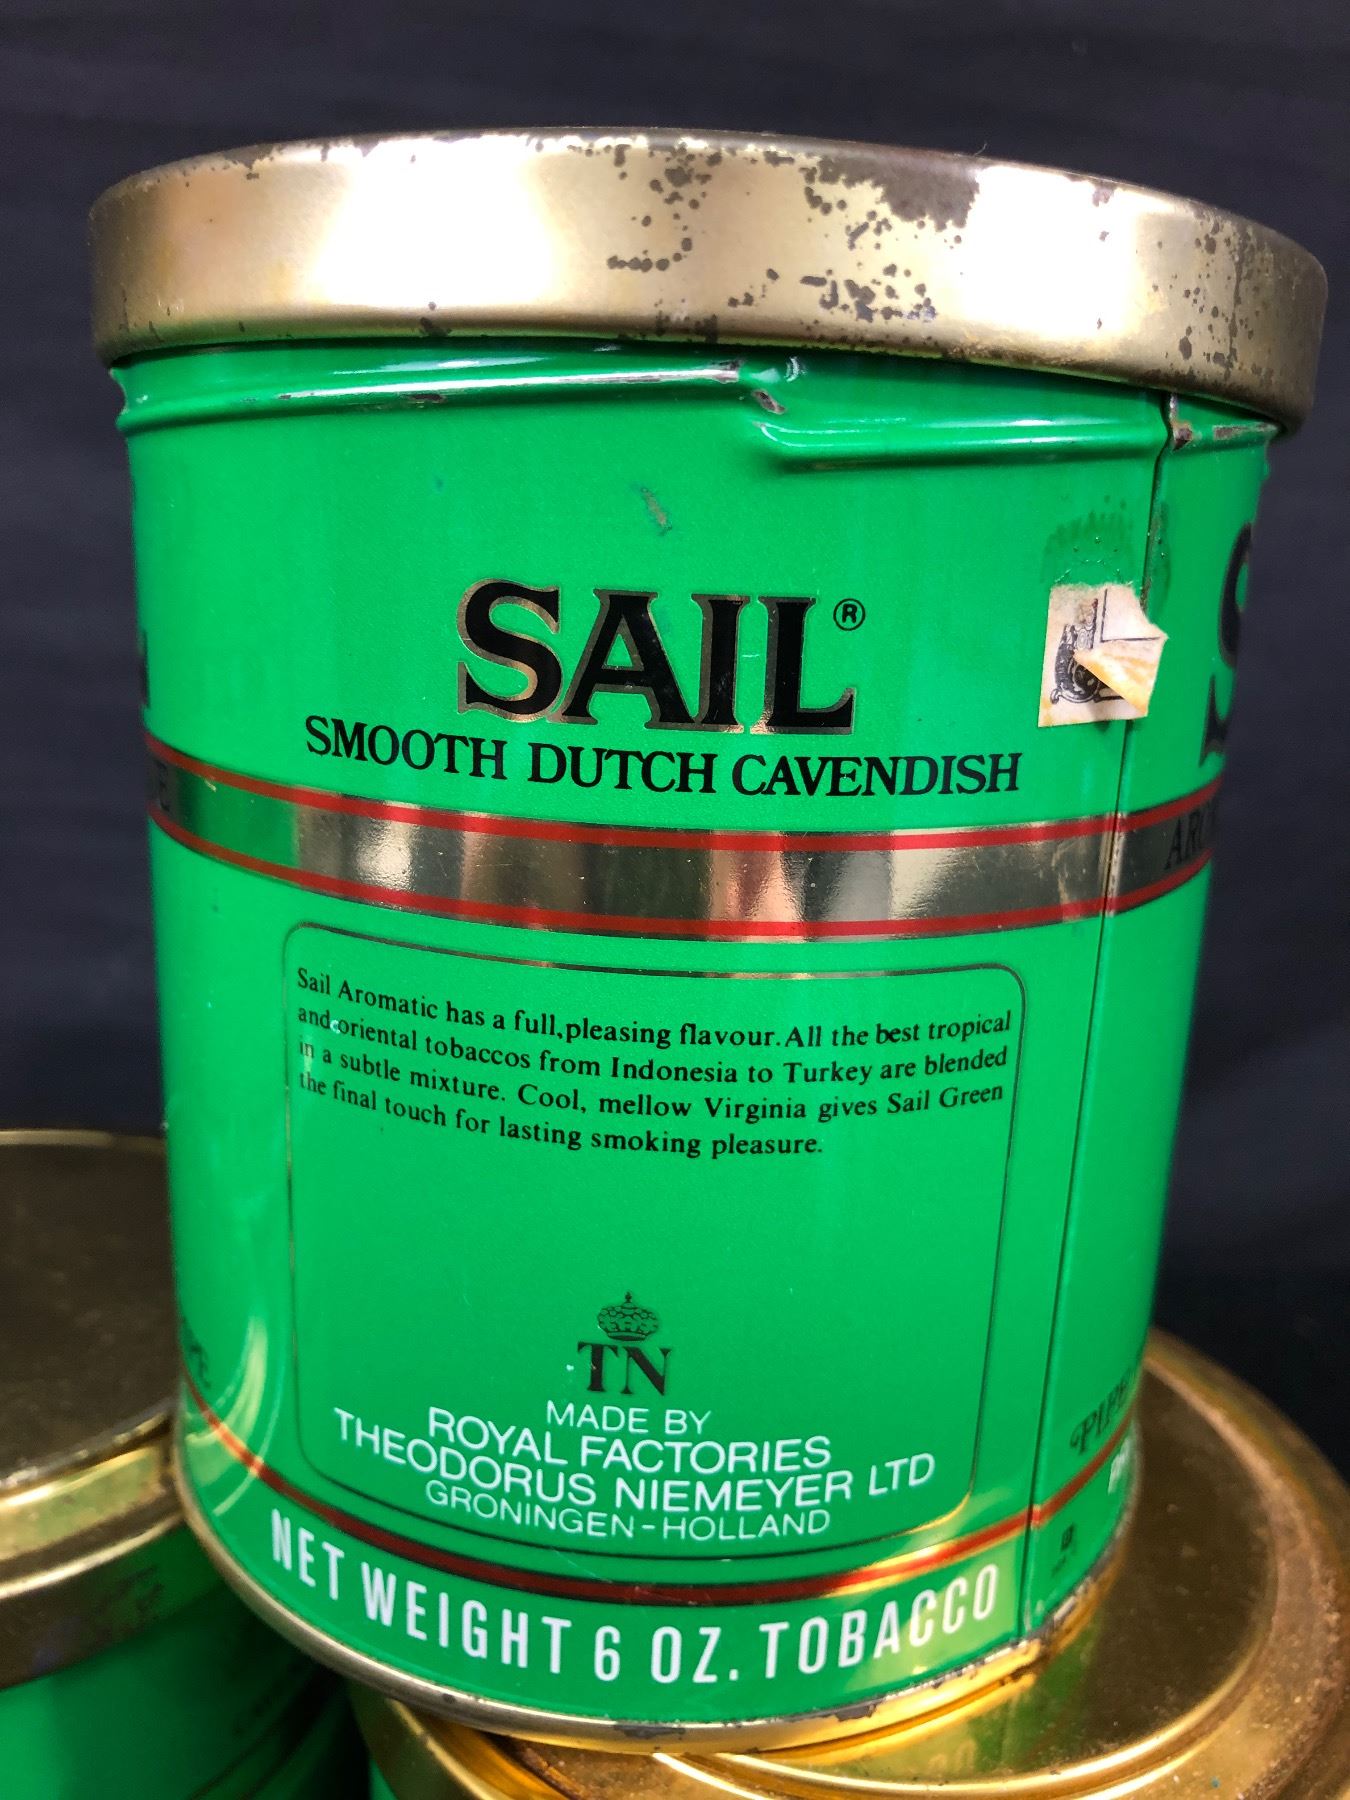 SAIL®
SMOOTH DUTCH CAVENDISH
Sail Aromatic has a full,pleasing flavour. All the best tropical
and oriental tobaccos from Indonesia to Turkey are blended
in a subtle mixture. Cool, mellow Virginia gives Sail Green
the final touch for lasting smoking pleasure.
TN
MADE BY
ROYAL FACTORIES
THEODORUS NIEMEYER LTD
GRONINGEN-HOLLAND
NET WEIGHT 6 OZ. TOBACCO